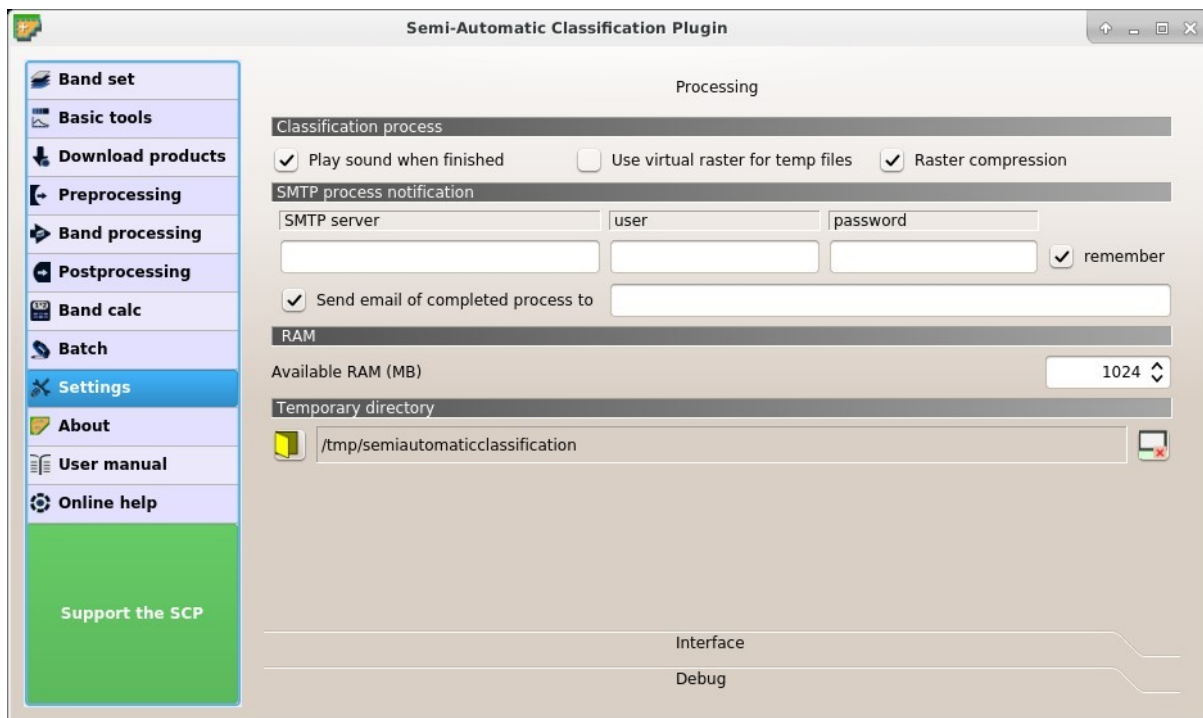 Semi-Automatic Classification Plugin
Band set
Basic tools
Download products
Preprocessing
Band processing
Postprocessing
Band calc
Batch
Settings
About
User manual
Online help
Support the SCP
Processing
Classification process
Play sound when finished Use virtual raster for temp files Raster compression
SMTP process notification
SMTP server user password
remember
Send email of completed process to
RAM
Available RAM (MB) 1024
Temporary directory
/tmp/semiautomaticclassification
Interface
Debug